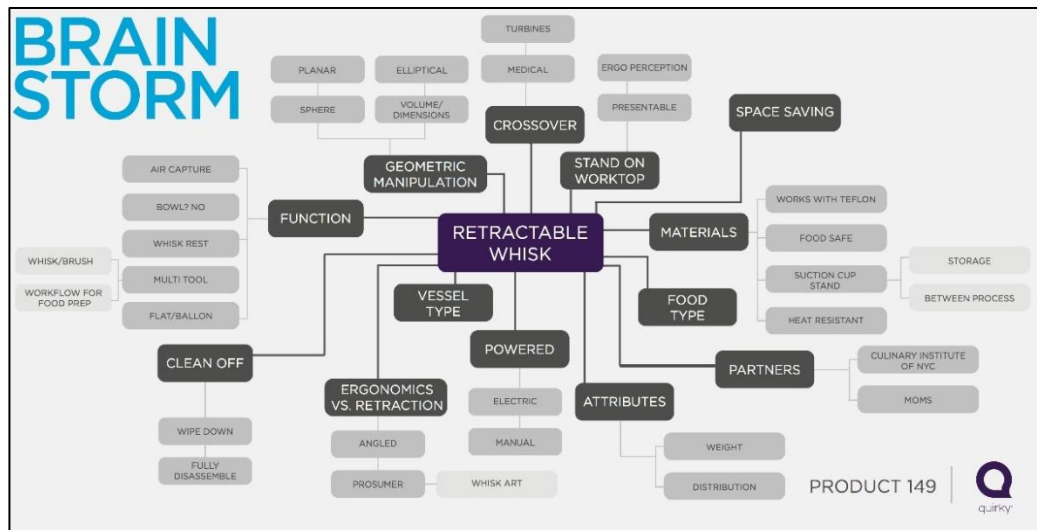 BRAIN
STORM
TURBINES
PLANAR
ELLIPTICAL
MEDICAL
ERGO PERCEPTION
SPHERE
VOLUME/
DIMENSIONS
PRESENTABLE
SPACE SAVING
CROSSOVER
GEOMETRIC
MANIPULATION
STAND ON
WORKTOP
AIR CAPTURE
BOWL? NO
FUNCTION
WHISK REST
WHISK/BRUSH
MULTI TOOL
WORKFLOW FOR
FOOD PREP
FLAT/BALLON
RETRACTABLE
WHISK
MATERIALS
WORKS WITH TEFLON
FOOD SAFE
SUCTION CUP
STAND
STORAGE
BETWEEN PROCESS
HEAT RESISTANT
VESSEL
TYPE
FOOD
TYPE
CLEAN OFF
WIPE DOWN
FULLY
DISASSEMBLE
ERGONOMICS
VS. RETRACTION
ANGLED
PROSUMER
WHISK ART
POWERED
ELECTRIC
MANUAL
ATTRIBUTES
WEIGHT
DISTRIBUTION
PARTNERS
CULINARY INSTITUTE
OF NYC
MOMS
PRODUCT 149
quirky